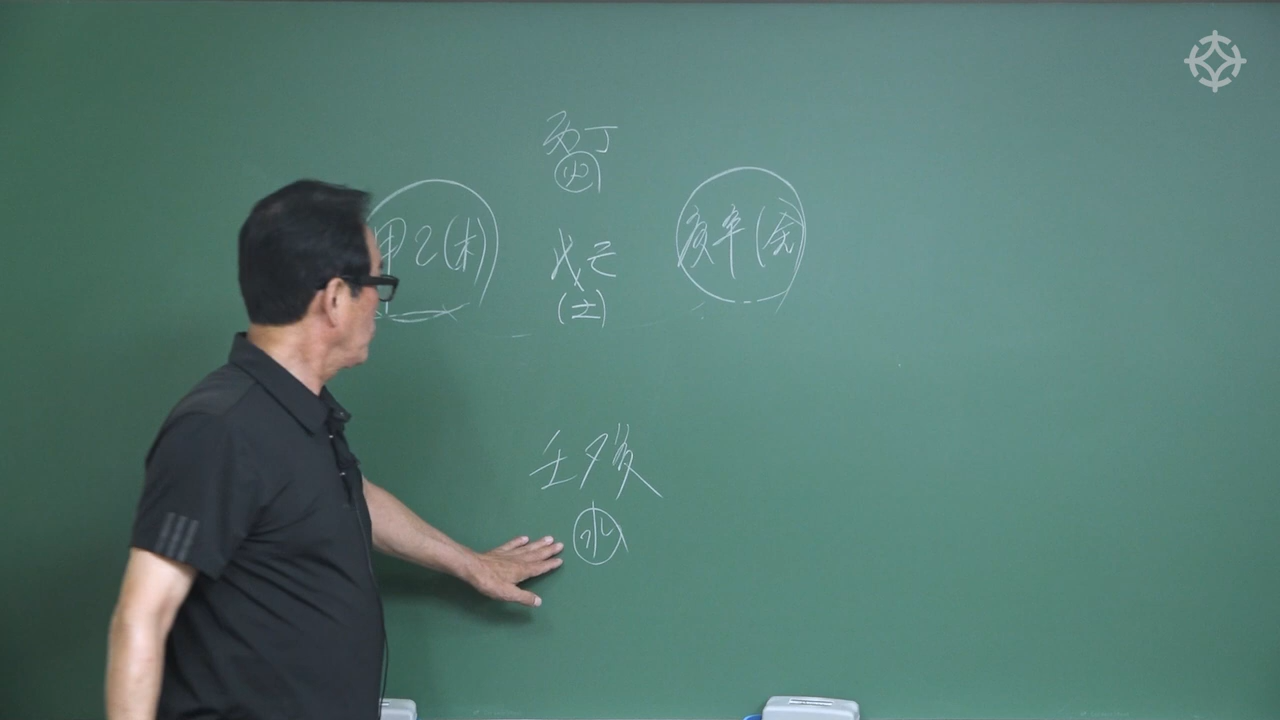 丙丁
火
甲乙(木)
戊己
(土)
庚辛(金)
壬癸
水